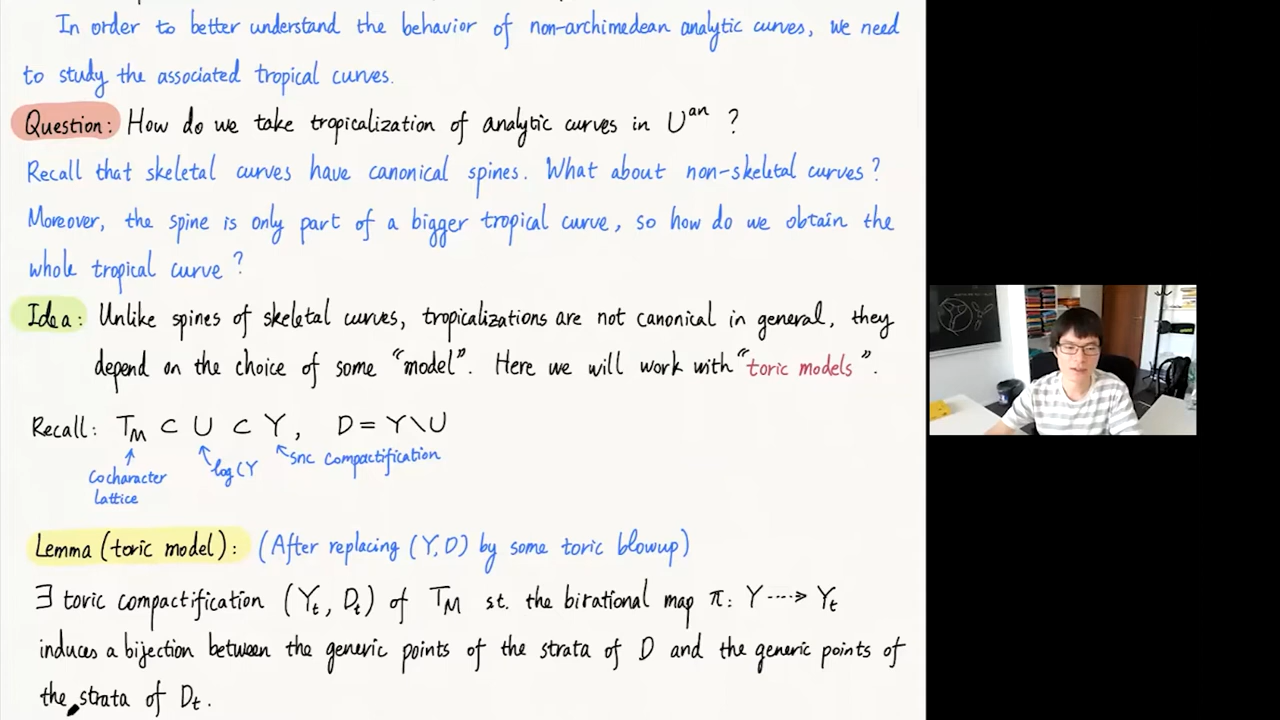 In order to better understand the behavior of non-archimedean analytic curves, we need
to study the associated tropical curves.
Question: How do we take tropicalization of analytic curves in U^an ?
Recall that skeletal curves have canonical spines. What about non-skeletal curves?
Moreover, the spine is only part of a bigger tropical curve, so how do we obtain the
whole tropical curve?
Idea: Unlike spines of skeletal curves, tropicalizations are not canonical in general, they
depend on the choice of some "model". Here we will work with "toric models".
Recall: T_M ⊂ U ⊂ Y, D = Y\U
cocharacter lattice
log CY
snc compactification
Lemma (toric model): (After replacing (Y,D) by some toric blowup)
∃ toric compactification (Y_t, D_t) of T_M st. the birational map π: Y ⇢ Y_t
induces a bijection between the generic points of the strata of D and the generic points of
the strata of D_t.